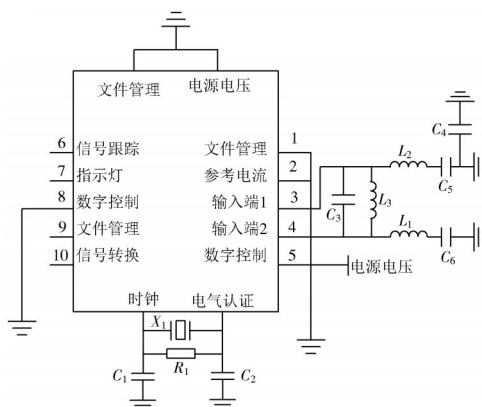 文件管理 电源电压
6 信号跟踪 文件管理 1
7 指示灯 参考电流 2
8 数字控制 输入端1 3
9 文件管理 输入端2 4
10 信号转换 数字控制 5
电源电压
C4
L2
C5
C3
L3
L1
C6
时钟 电气认证
X1
R1
C1 C2